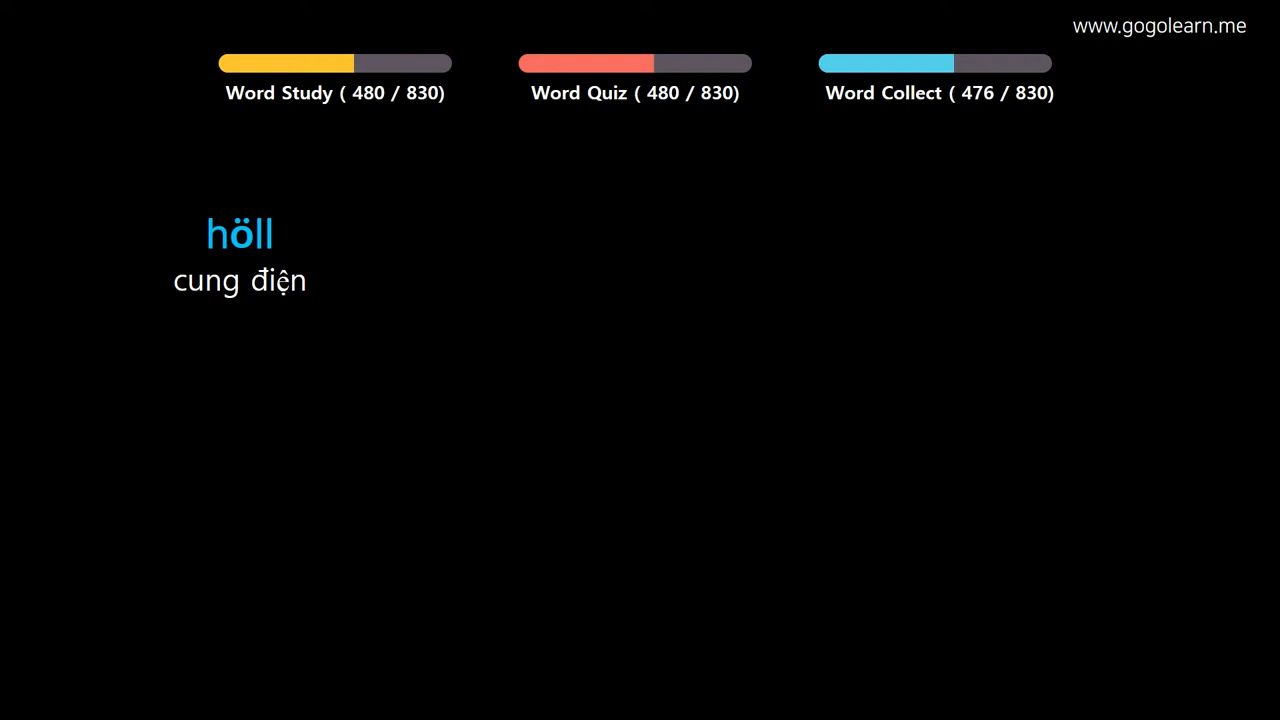 www.gogolearn.me
Word Study ( 480 / 830)
Word Quiz ( 480 / 830)
Word Collect ( 476 / 830)
höll
cung điện